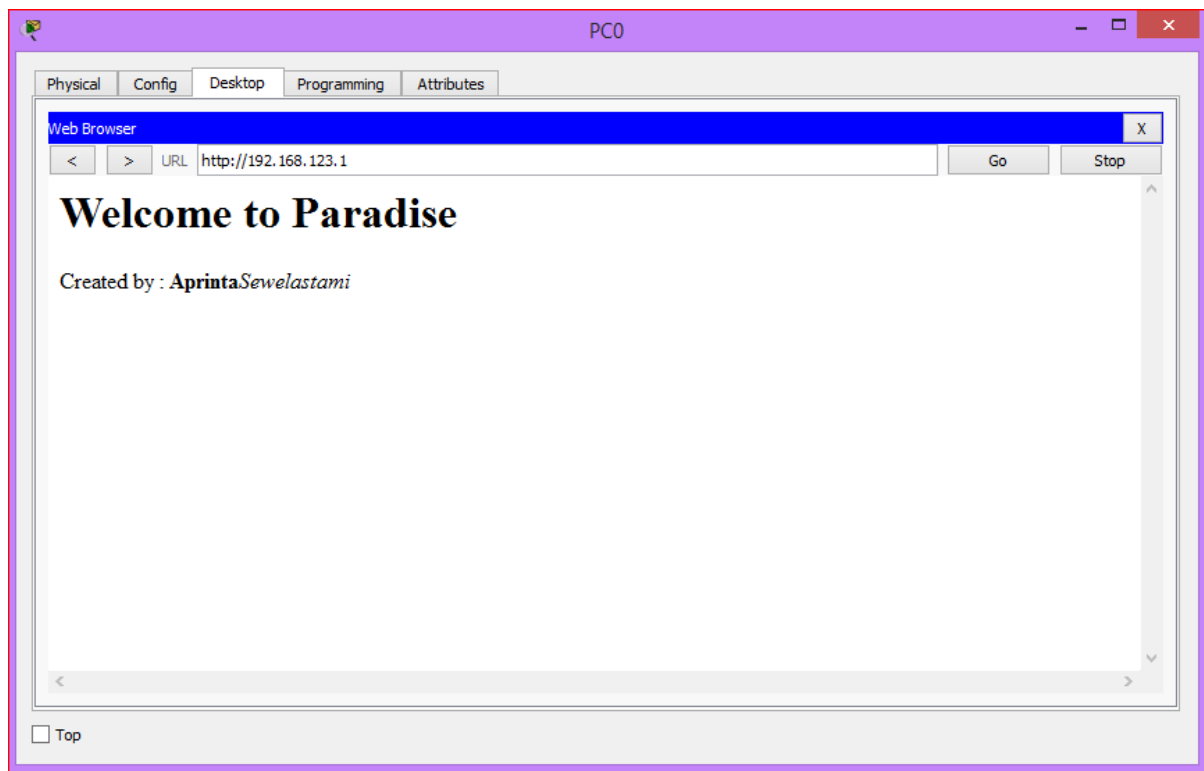 PC0
Physical Config Desktop Programming Attributes
Web Browser X
< > URL http://192.168.123.1 Go Stop
Welcome to Paradise
Created by : AprintaSewelastami
Top